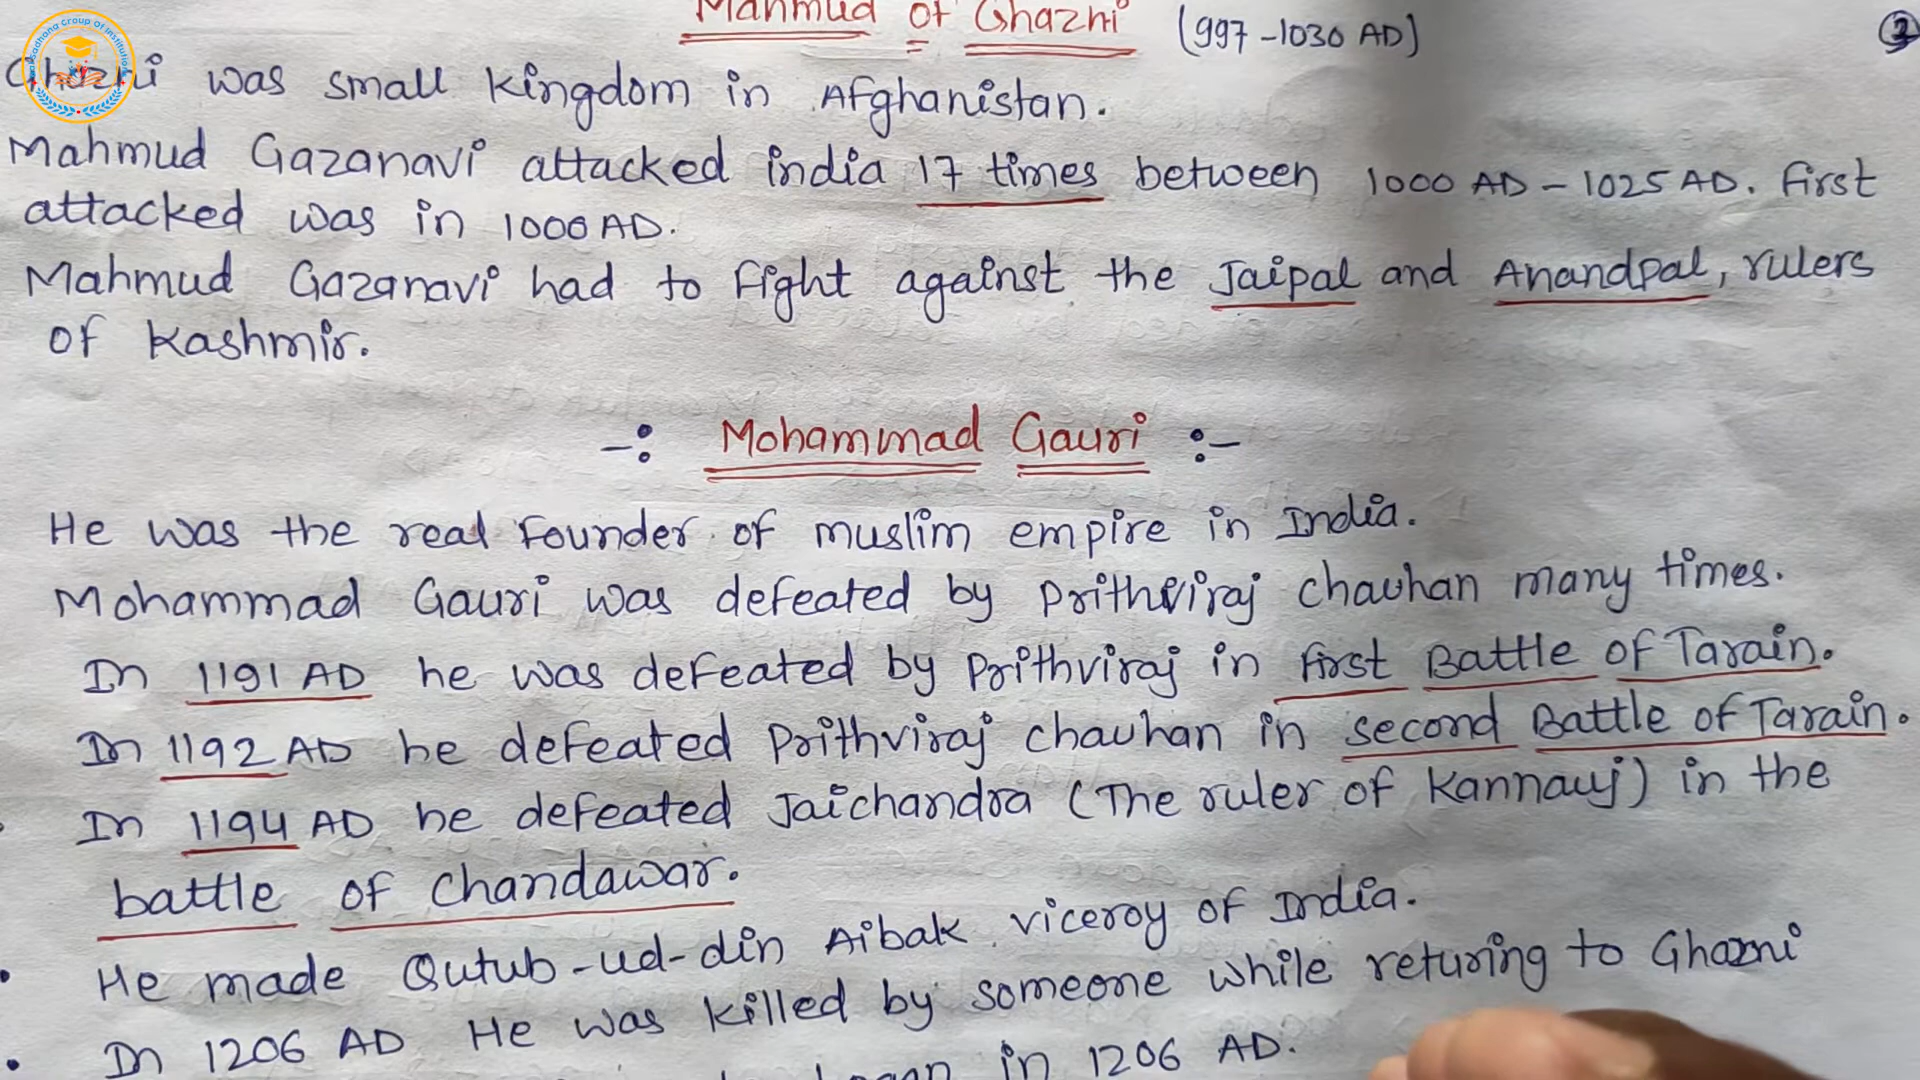 Mahmud of Ghazni (997-1030 AD)
Ghazni was small kingdom in Afghanistan.
Mahmud Gazanavi attacked india 17 times between 1000 AD - 1025 AD. First
attacked was in 1000 AD.
Mahmud Gazanavi had to fight against the Jaipal and Anandpal, rulers
of Kashmir.
-: Mohammad Gauri :-
He was the real founder of muslim empire in India.
Mohammad Gauri was defeated by Prithviraj chauhan many times.
In 1191 AD he was defeated by Prithviraj in first Battle of Tarain.
In 1192 AD he defeated Prithviraj chauhan in second Battle of Tarain.
In 1194 AD he defeated Jaichandra (The ruler of Kannauj) in the
battle of Chandawar.
He made Qutub-ud-din Aibak viceroy of India.
In 1206 AD He was killed by someone while returing to Ghazni
in 1206 AD.